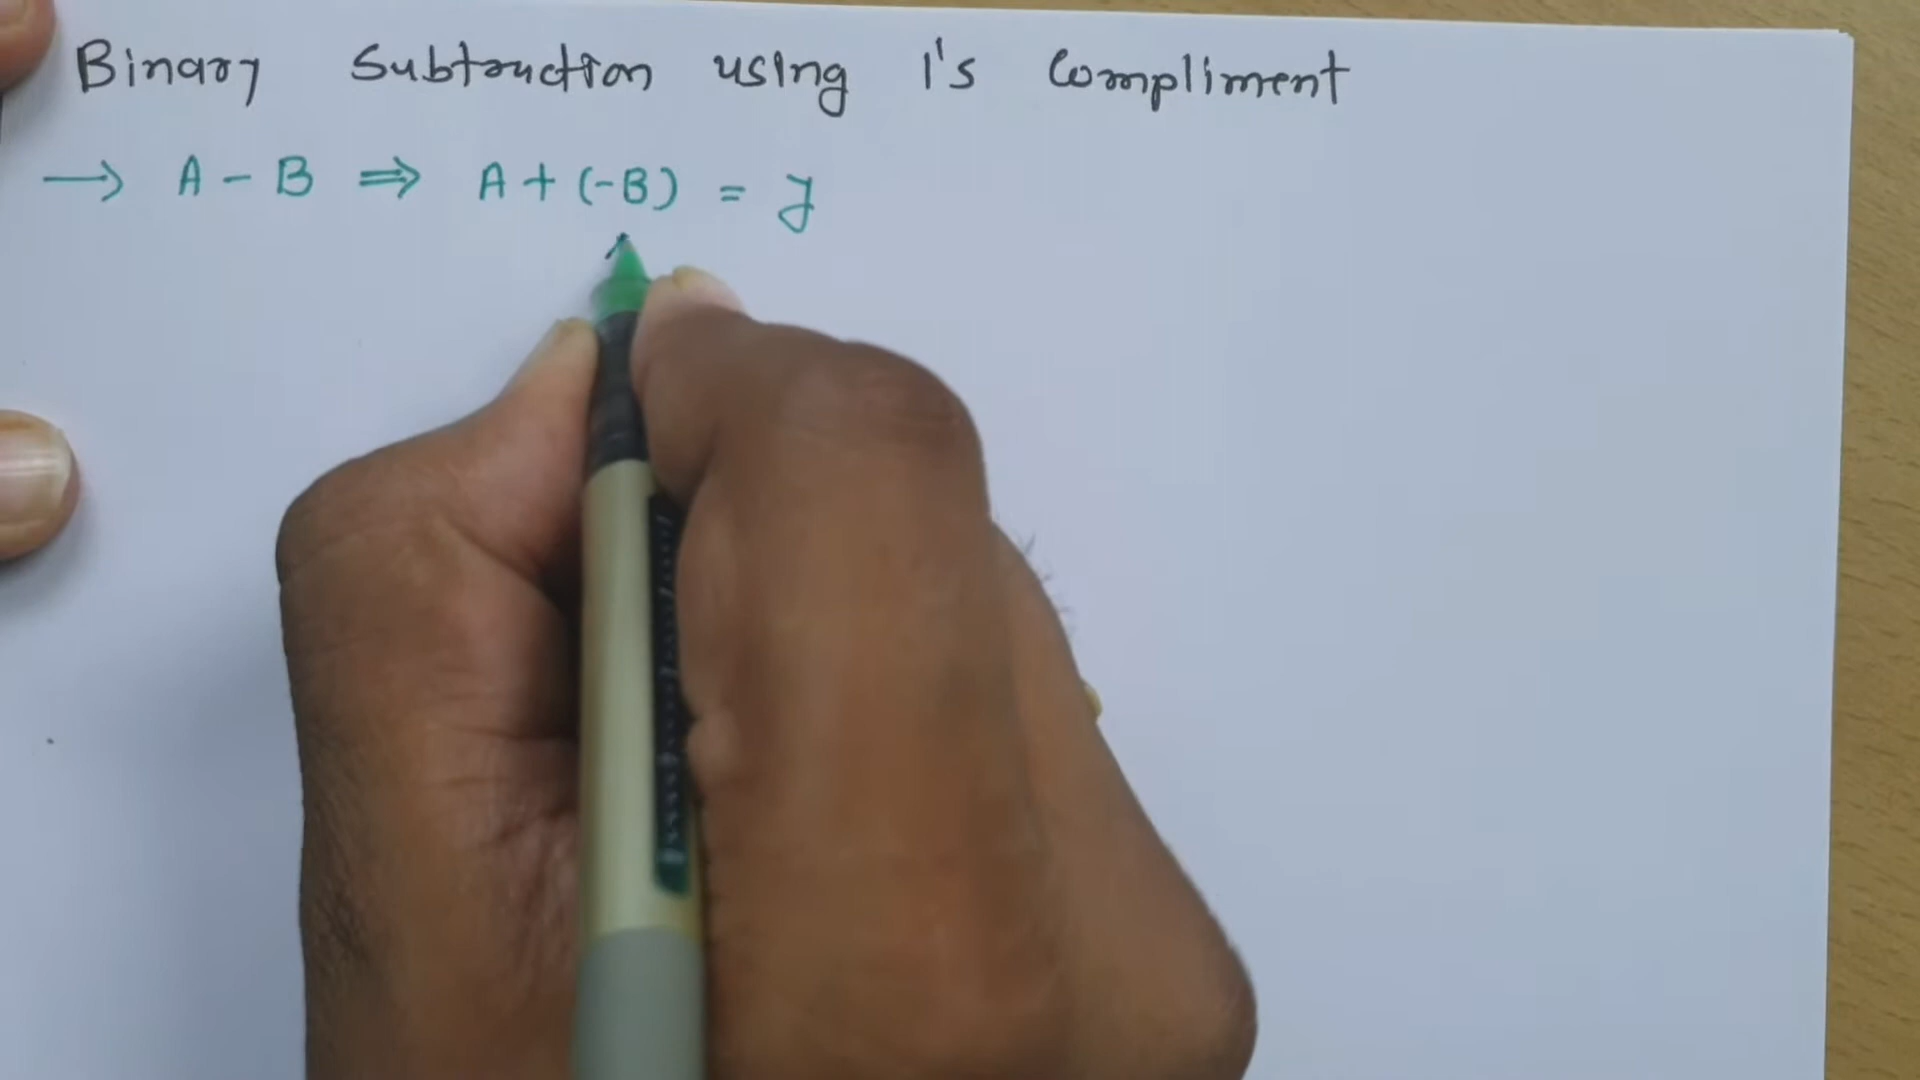 Binary Subtraction using 1's Compliment
→ A - B ⇒ A + (-B) = y